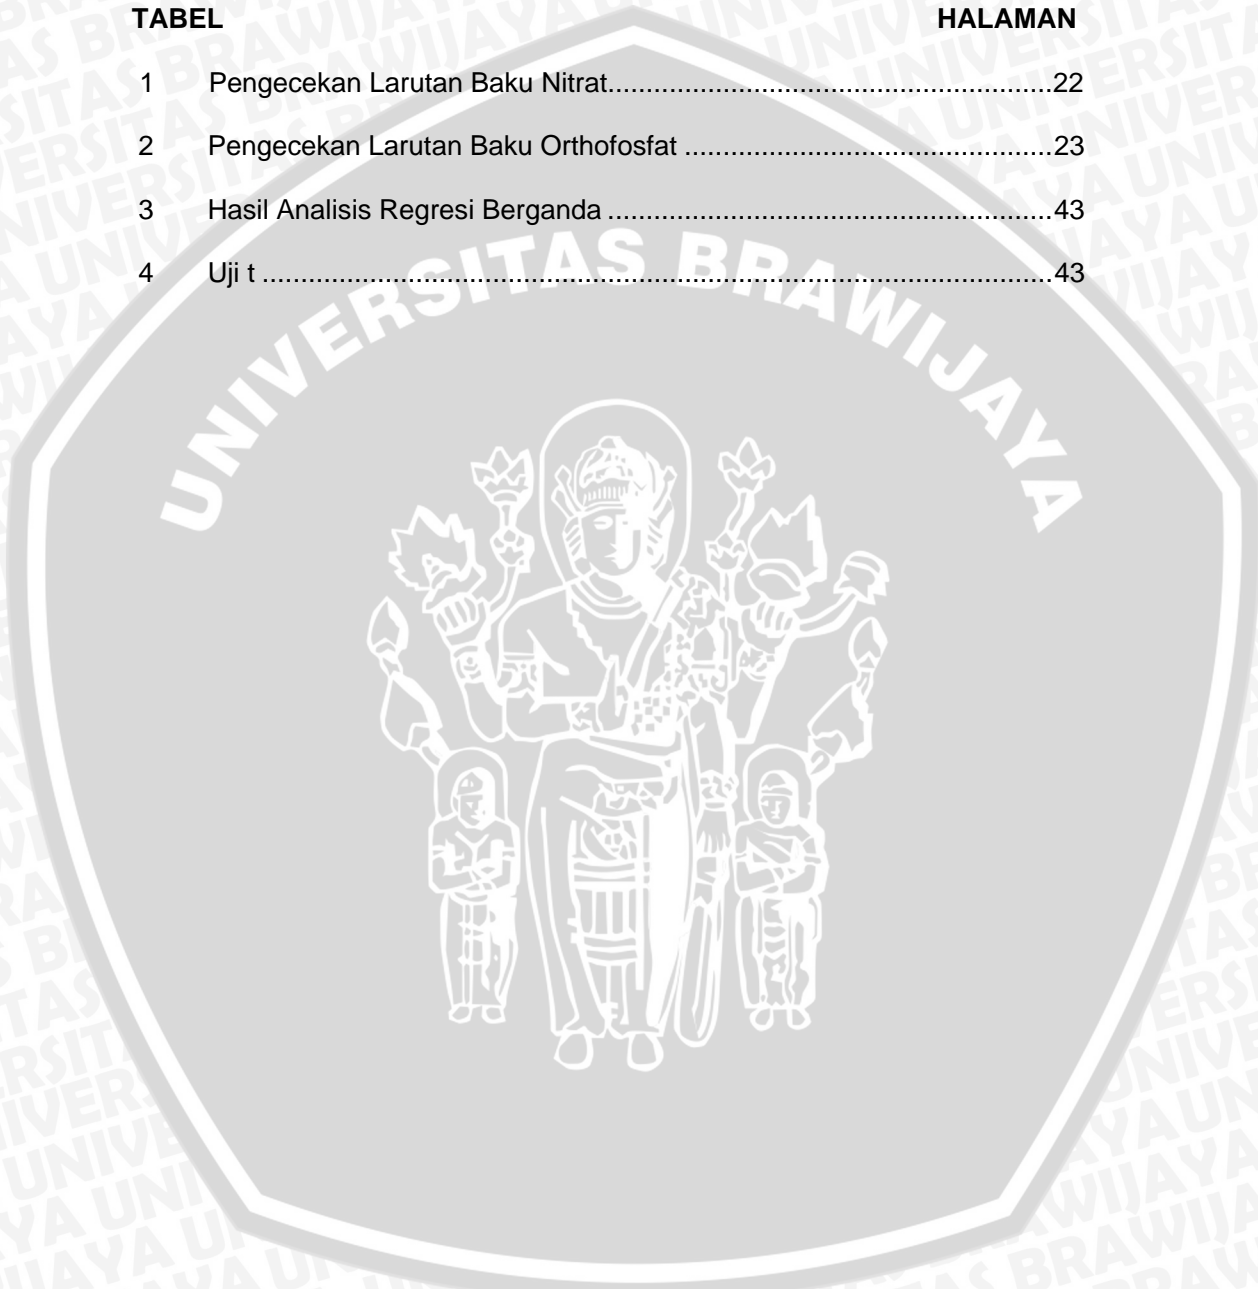 TABEL HALAMAN
1 Pengecekan Larutan Baku Nitrat..........................................................22
2 Pengecekan Larutan Baku Orthofosfat ................................................23
3 Hasil Analisis Regresi Berganda ..........................................................43
4 Uji t .......................................................................................................43
UNIVERSITAS BRAWIJAYA